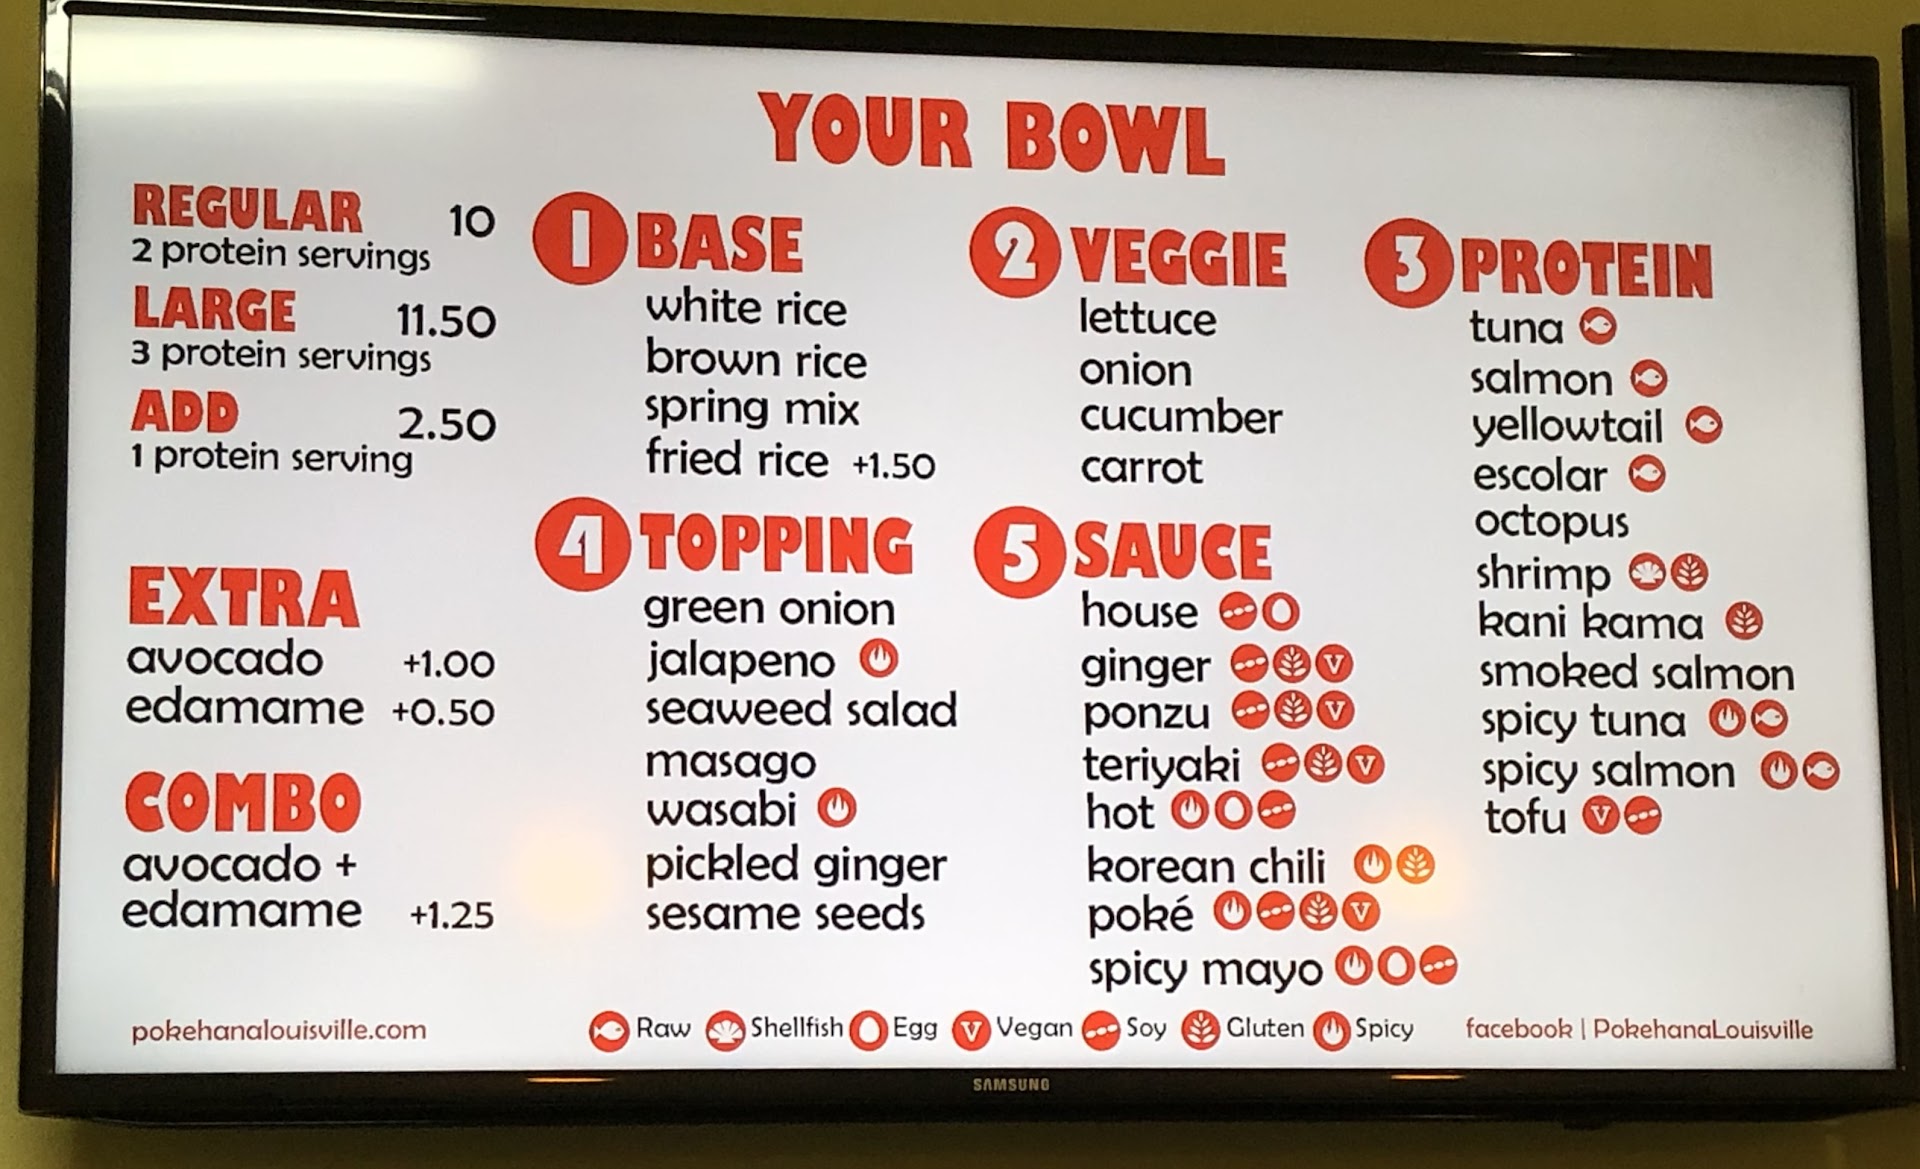 YOUR BOWL
REGULAR 10
2 protein servings
LARGE 11.50
3 protein servings
ADD 2.50
1 protein serving
EXTRA
avocado +1.00
edamame +0.50
COMBO
avocado +
edamame +1.25
1 BASE
white rice
brown rice
spring mix
fried rice +1.50
2 VEGGIE
lettuce
onion
cucumber
carrot
3 PROTEIN
tuna
salmon
yellowtail
escolar
octopus
shrimp
kani kama
smoked salmon
spicy tuna
spicy salmon
tofu V
4 TOPPING
green onion
jalapeno
seaweed salad
masago
wasabi
pickled ginger
sesame seeds
5 SAUCE
house
ginger V
ponzu V
teriyaki V
hot
korean chili
poké V
spicy mayo
pokehanalouisville.com
Raw Shellfish Egg V Vegan Soy Gluten Spicy
facebook | PokehanaLouisville
SAMSUNG